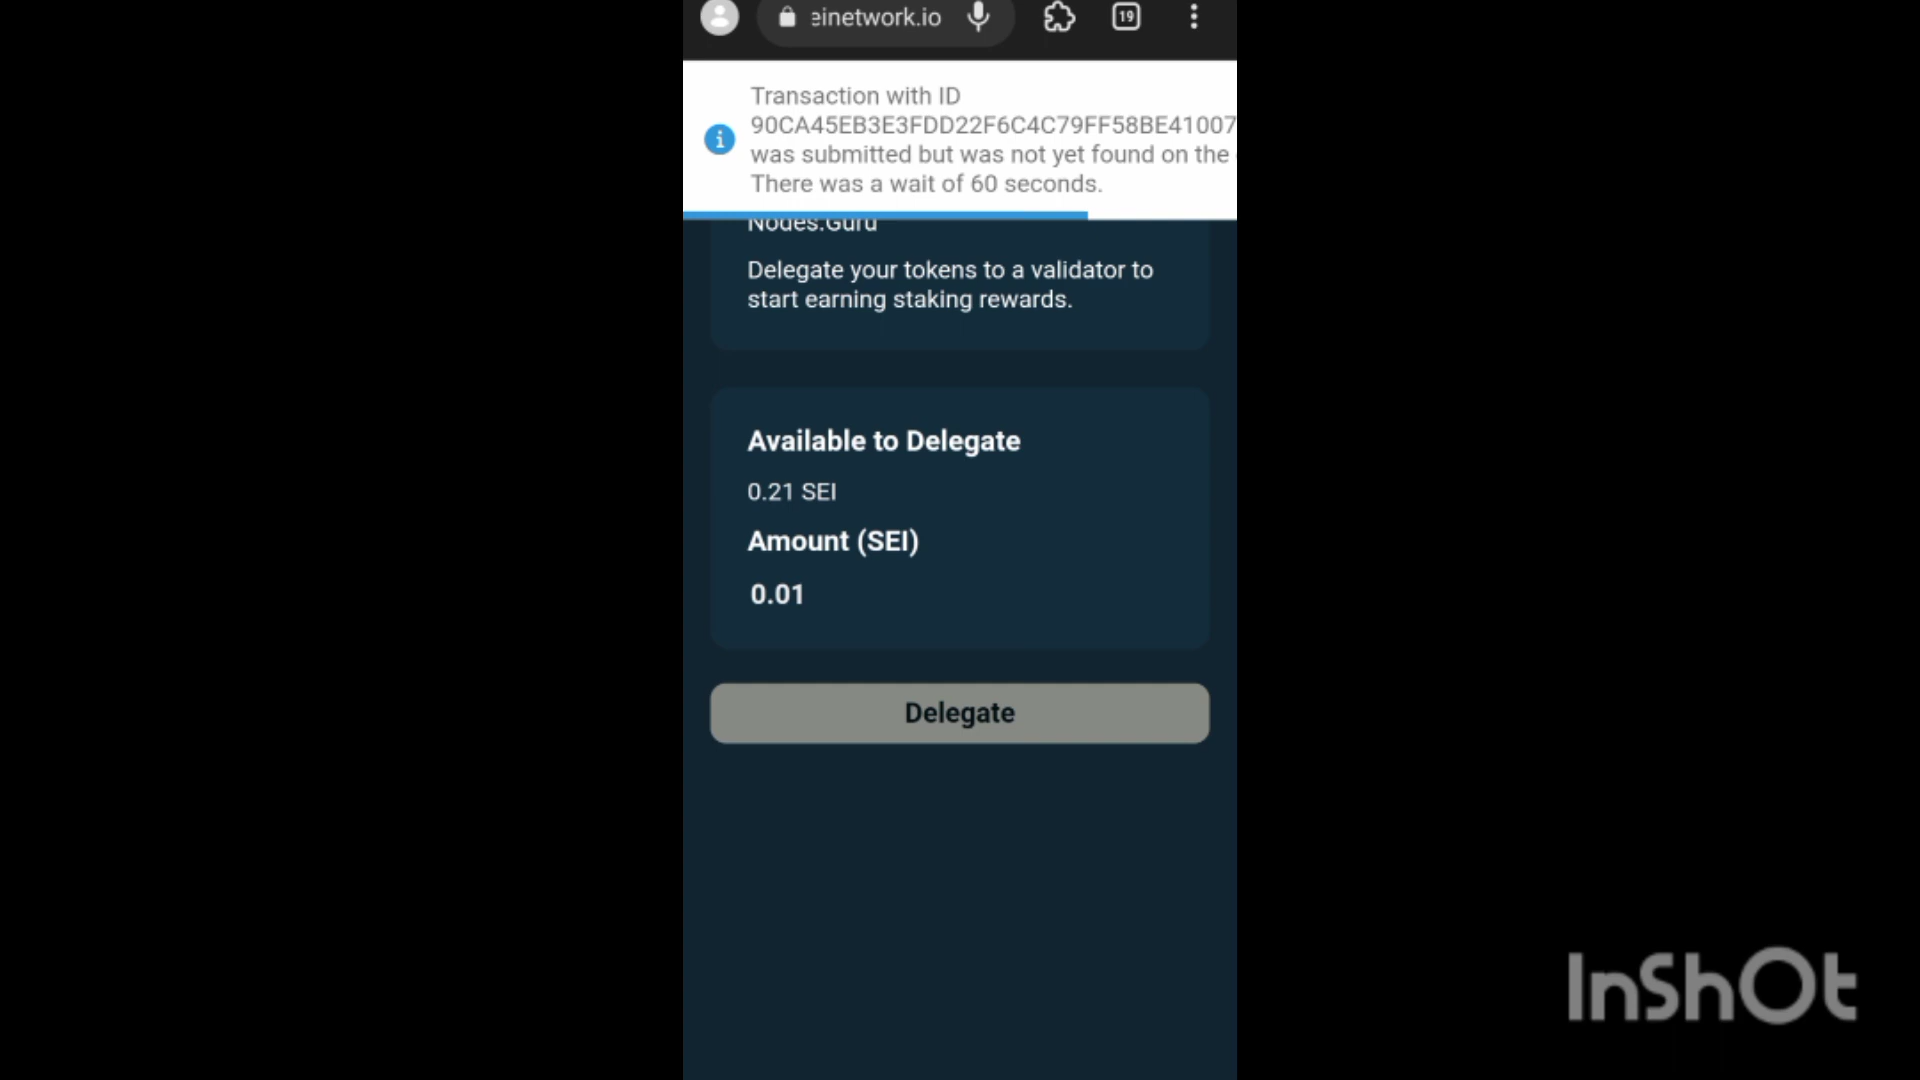 einetwork.io
19
Transaction with ID
90CA45EB3E3FDD22F6C4C79FF58BE41007
was submitted but was not yet found on the
There was a wait of 60 seconds.
Nodes.Guru
Delegate your tokens to a validator to
start earning staking rewards.
Available to Delegate
0.21 SEI
Amount (SEI)
0.01
Delegate
InShOt